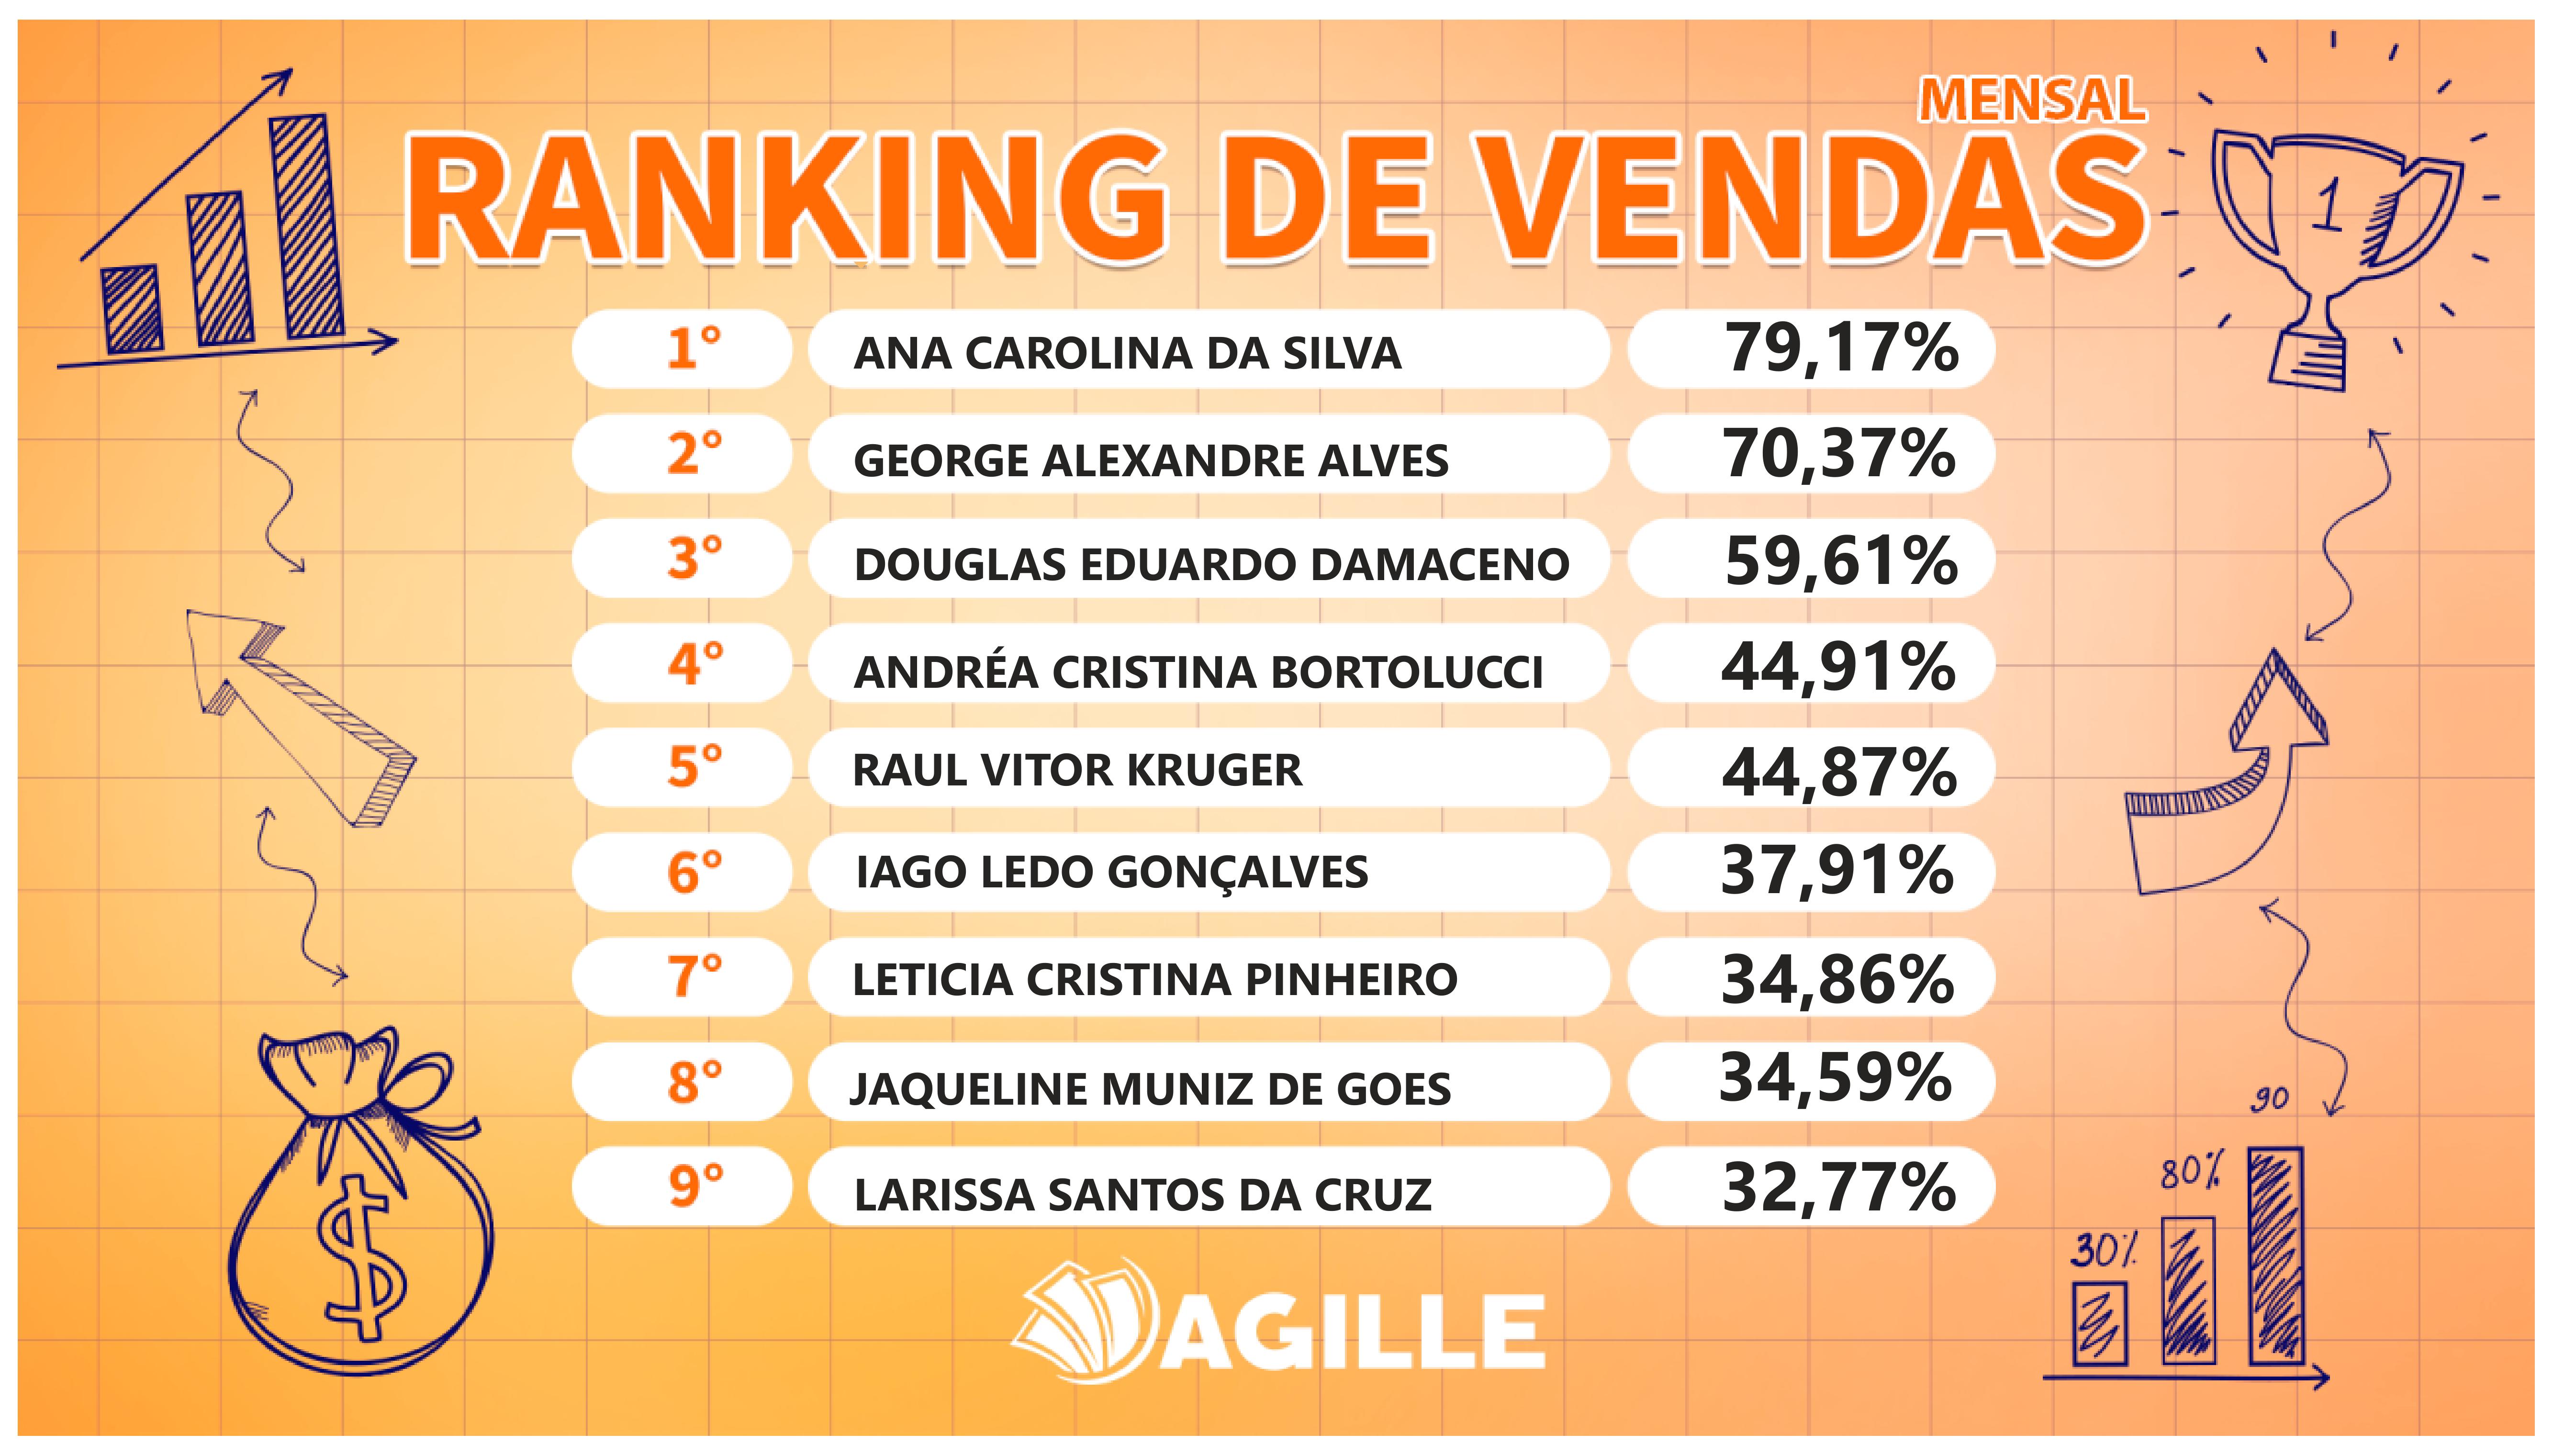 MENSAL
RANKING DE VENDAS
1
1° ANA CAROLINA DA SILVA 79,17%
2° GEORGE ALEXANDRE ALVES 70,37%
3° DOUGLAS EDUARDO DAMACENO 59,61%
4° ANDRÉA CRISTINA BORTOLUCCI 44,91%
5° RAUL VITOR KRUGER 44,87%
6° IAGO LEDO GONÇALVES 37,91%
7° LETICIA CRISTINA PINHEIRO 34,86%
8° JAQUELINE MUNIZ DE GOES 34,59%
9° LARISSA SANTOS DA CRUZ 32,77%
$
30% 80% 90
AGILLE